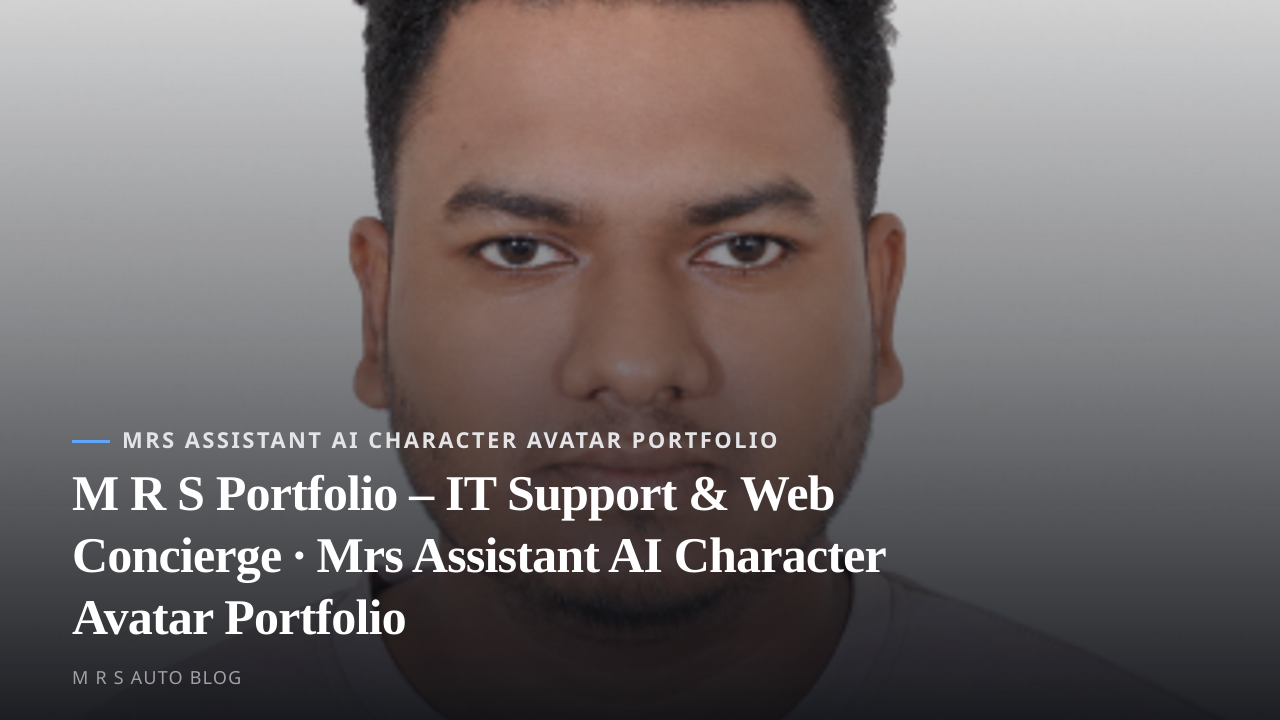 MRS ASSISTANT AI CHARACTER AVATAR PORTFOLIO
M R S Portfolio – IT Support & Web
Concierge · Mrs Assistant AI Character
Avatar Portfolio
M R S AUTO BLOG